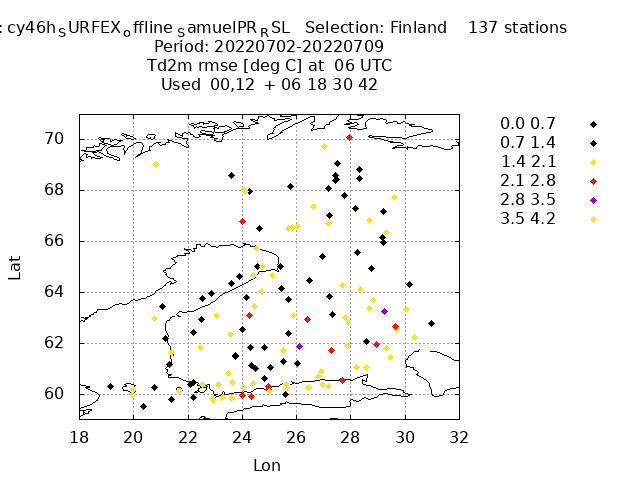 : cy46h_SURFEX_offline_SamuelPR_RSL Selection: Finland 137 stations
Period: 20220702-20220709
Td2m rmse [deg C] at 06 UTC
Used 00,12 + 06 18 30 42
0.0 0.7
0.7 1.4
1.4 2.1
2.1 2.8
2.8 3.5
3.5 4.2
70
68
66
64
62
60
Lat
18 20 22 24 26 28 30 32
Lon